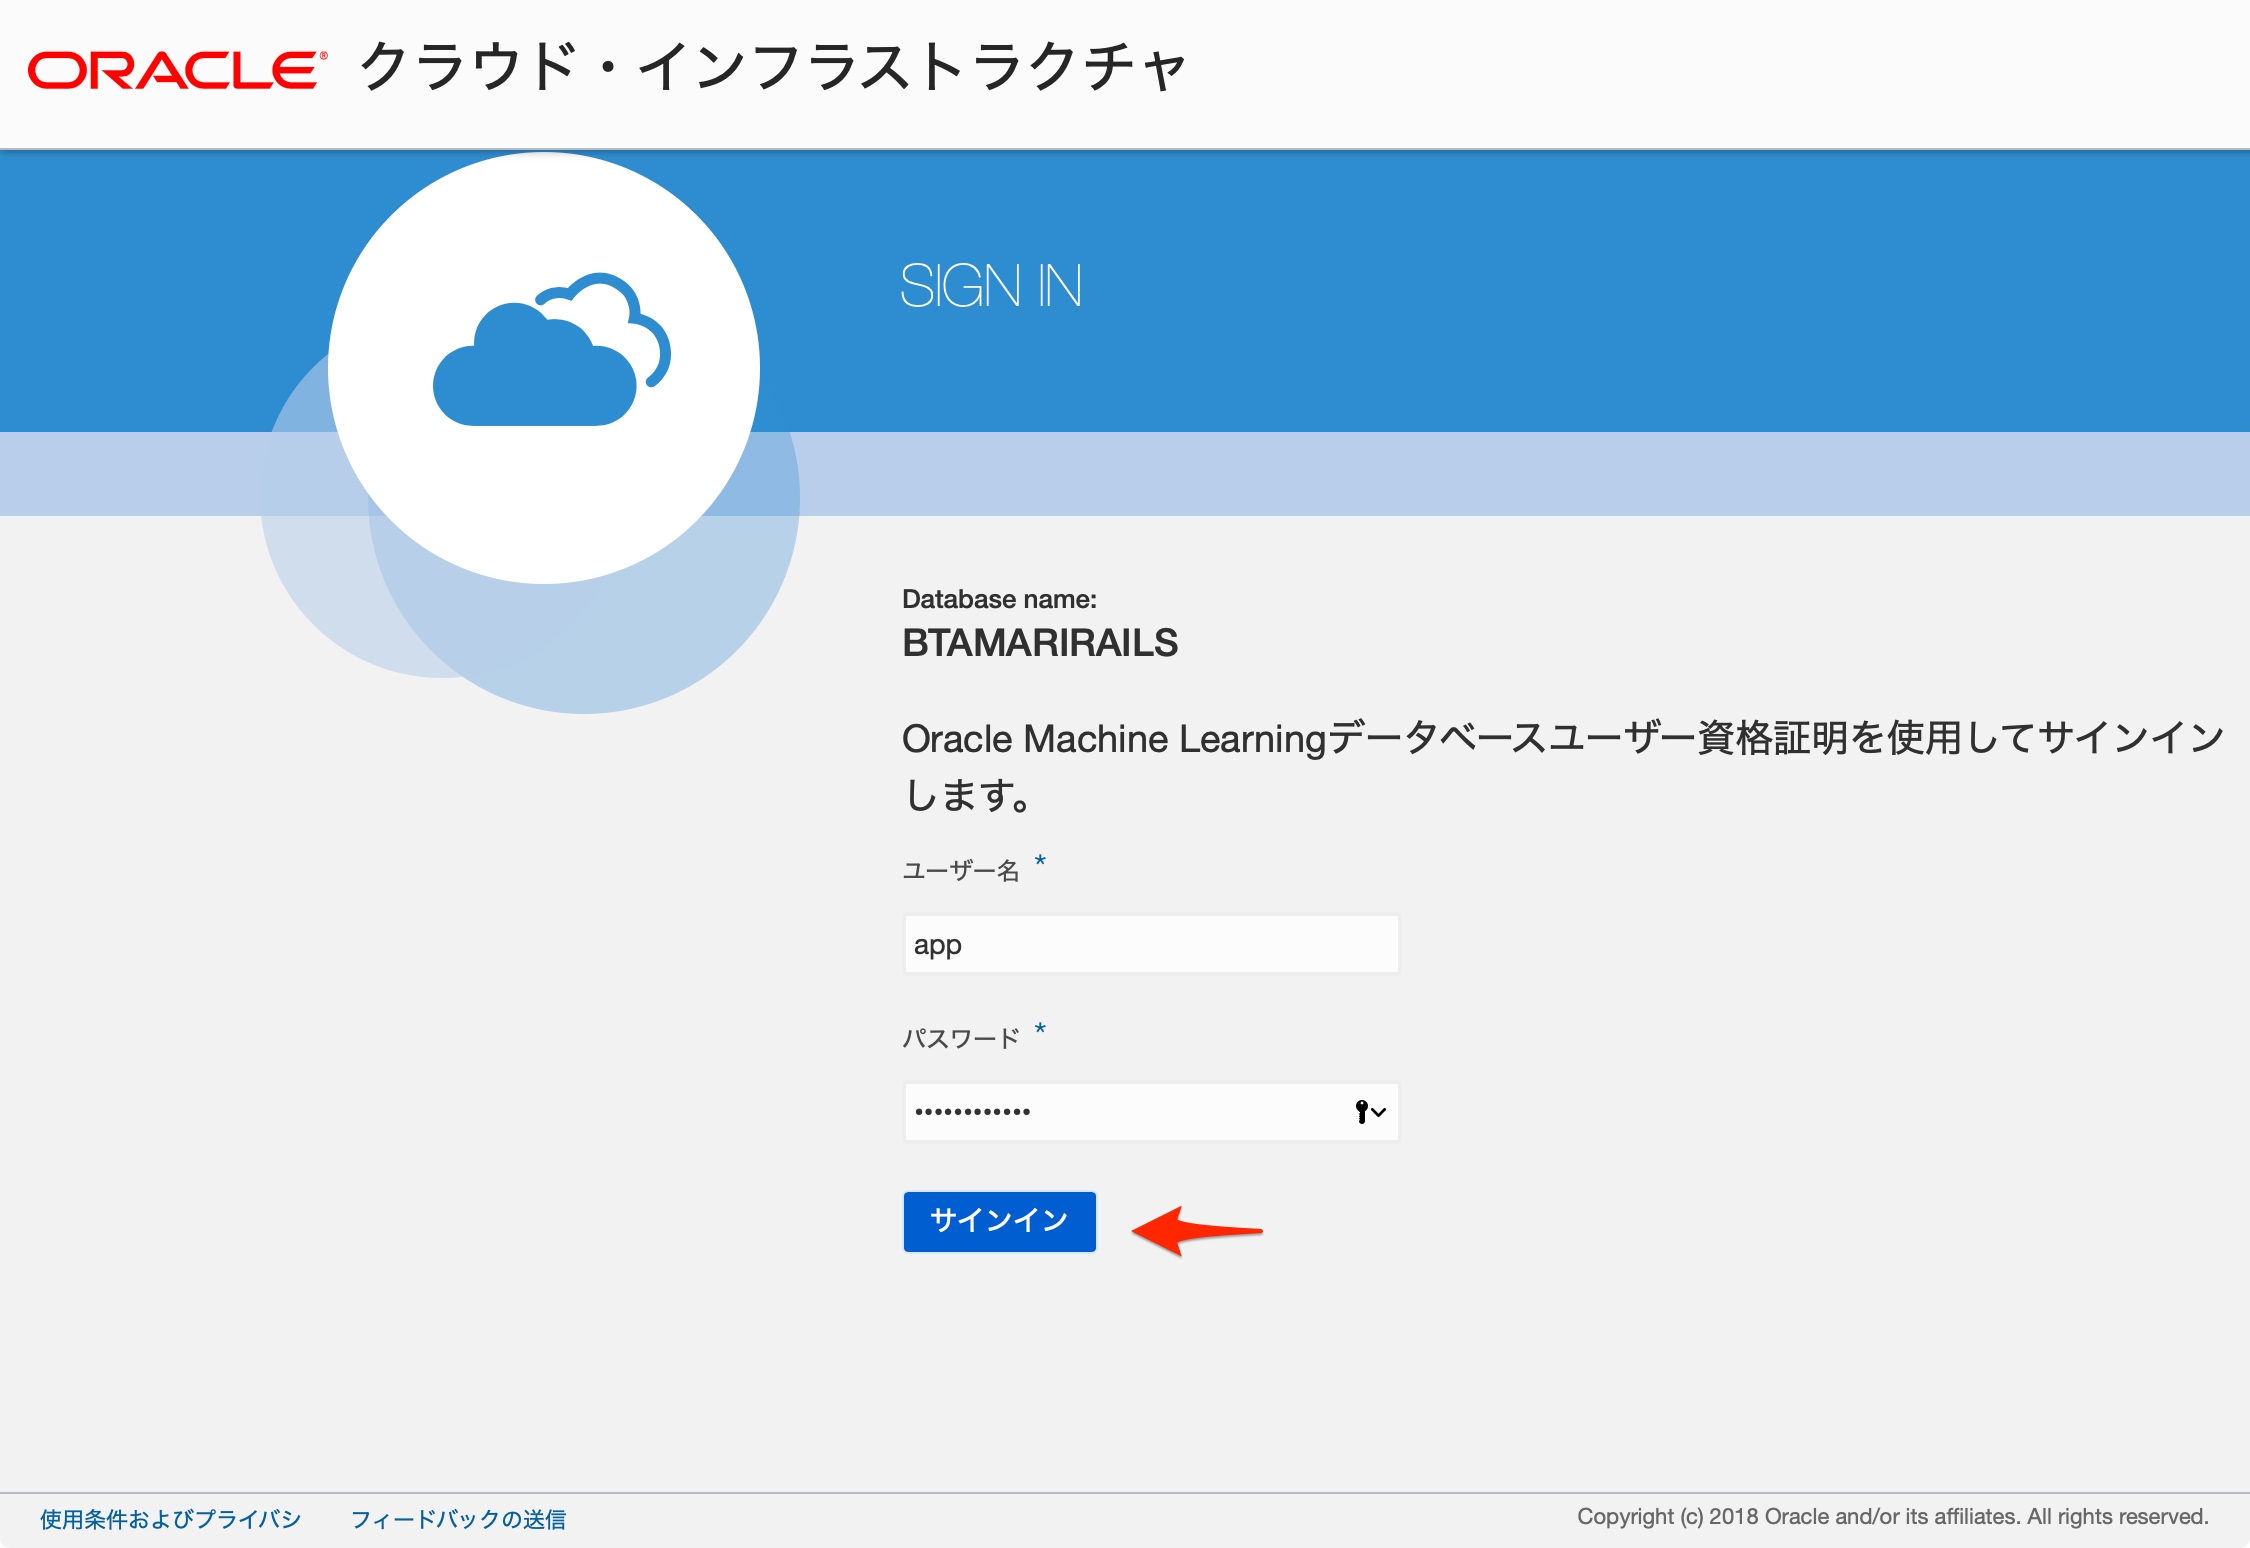 ORACLE® クラウド・インフラストラクチャ
SIGN IN
Database name:
BTAMARIRAILS
Oracle Machine Learningデータベースユーザー資格証明を使用してサインイン
します。
ユーザー名 *
app
パスワード *
••••••••••••
サインイン
使用条件およびプライバシ フィードバックの送信 Copyright (c) 2018 Oracle and/or its affiliates. All rights reserved.